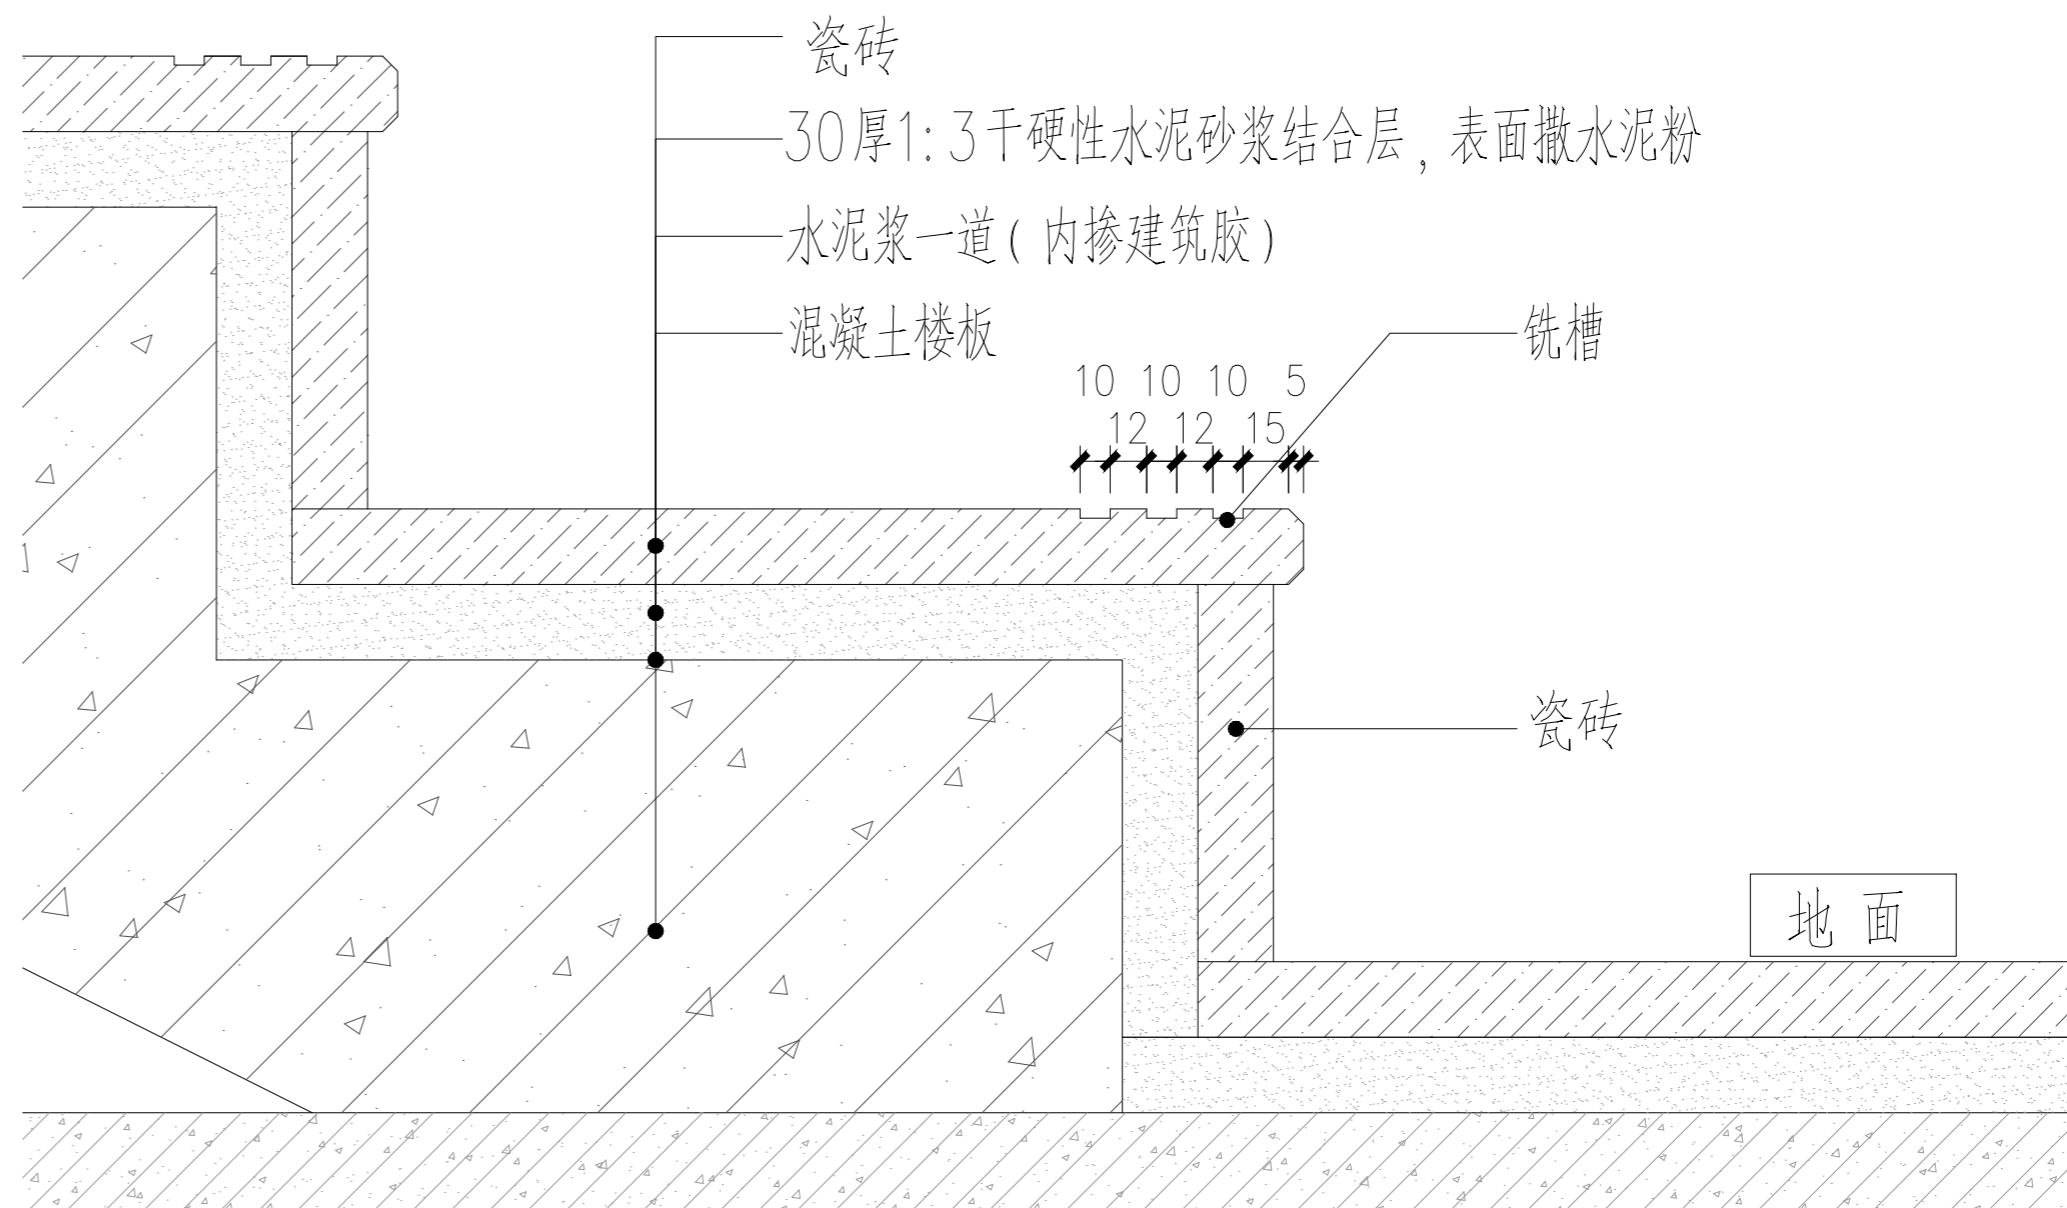 瓷砖
30厚1:3干硬性水泥砂浆结合层,表面撒水泥粉
水泥浆一道(内掺建筑胶)
混凝土楼板
铣槽
10 10 10 5
12 12 15
瓷砖
地面